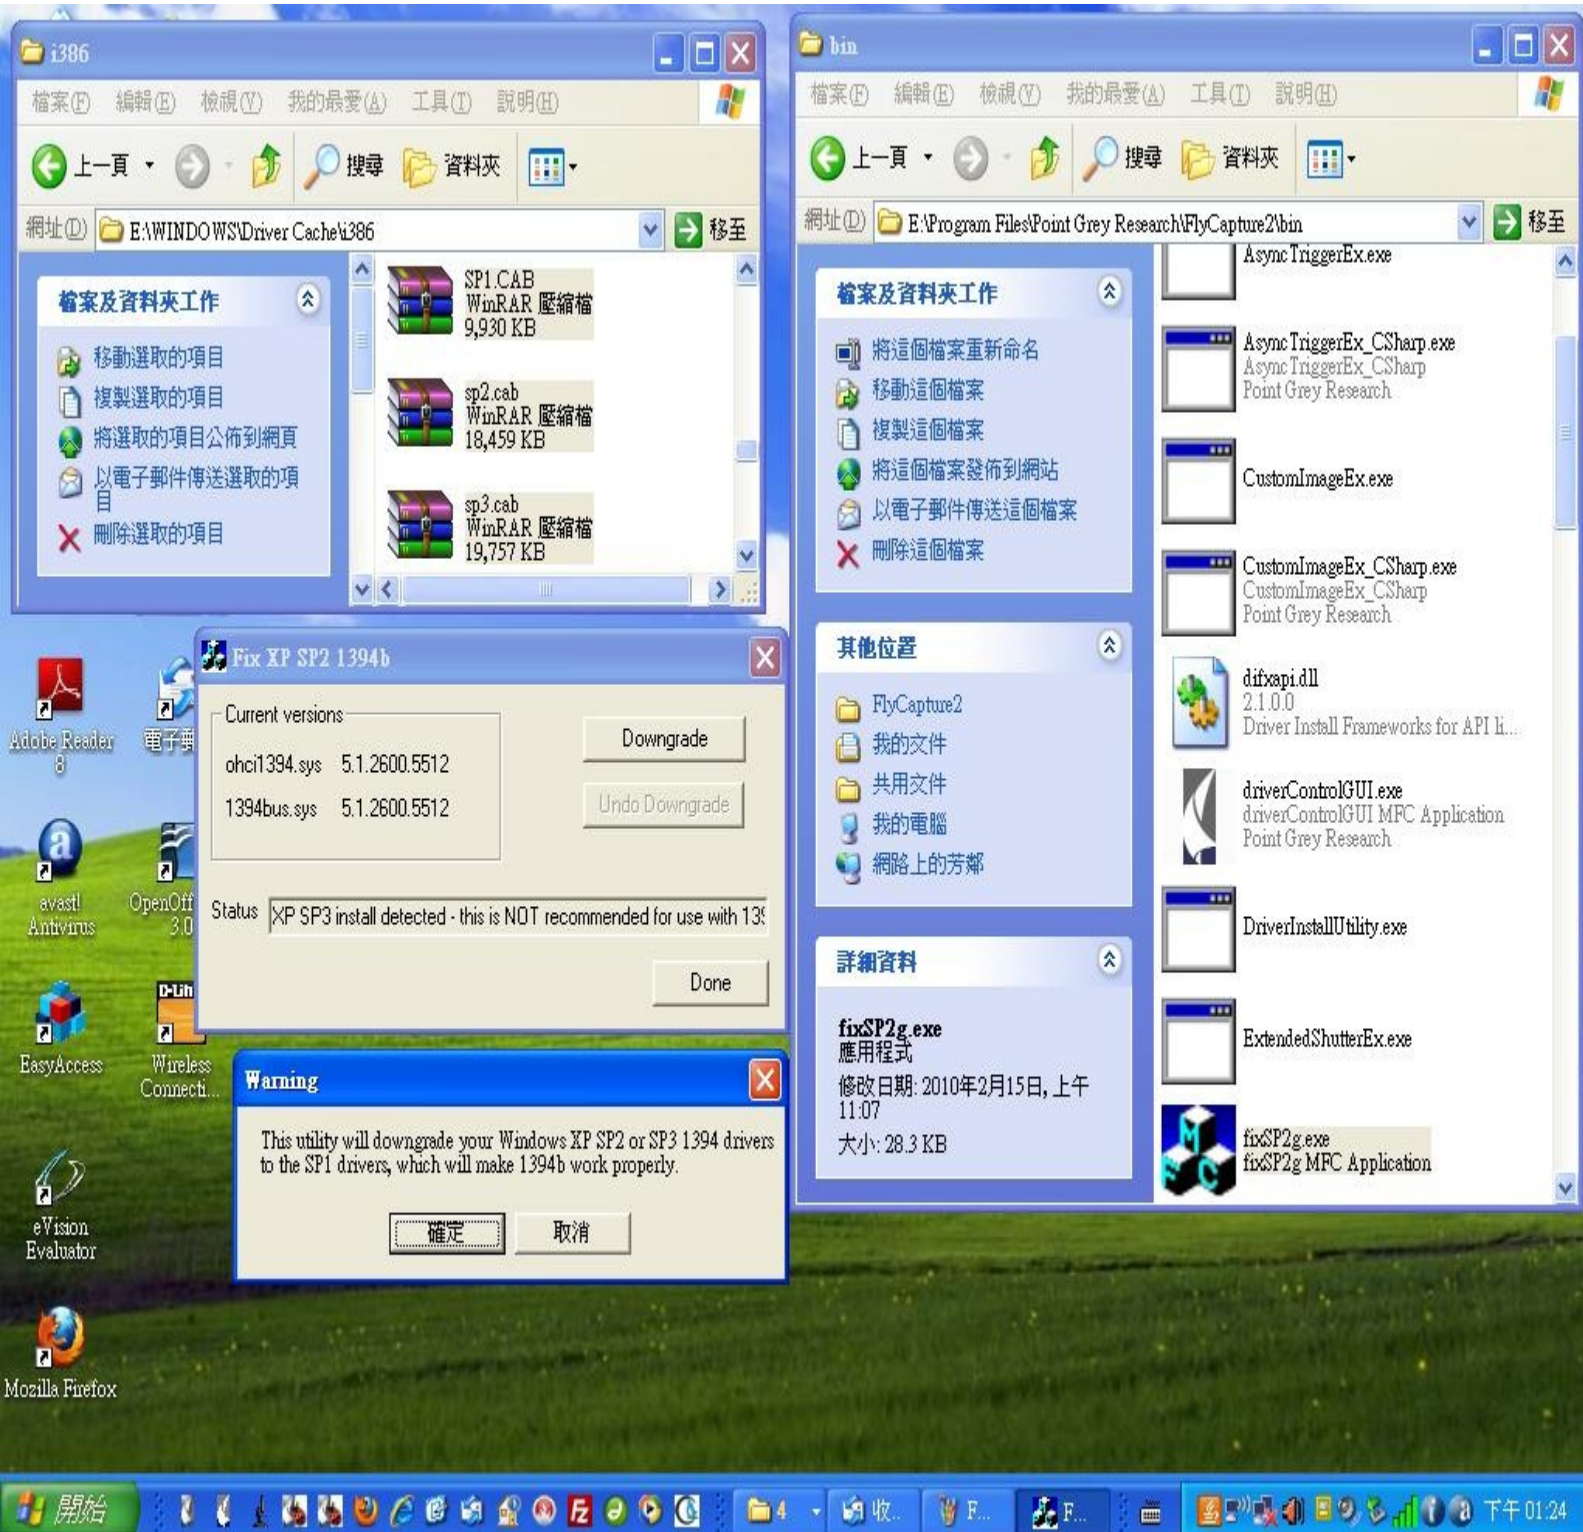 i386
檔案(F) 編輯(E) 檢視(V) 我的最愛(A) 工具(T) 說明(H)
上一頁 搜尋 資料夾
網址(D) E:\WINDOWS\Driver Cache\i386 移至
檔案及資料夾工作
移動選取的項目
複製選取的項目
將選取的項目公佈到網頁
以電子郵件傳送選取的項
目
刪除選取的項目
SP1.CAB
WinRAR 壓縮檔
9,930 KB
sp2.cab
WinRAR 壓縮檔
18,459 KB
sp3.cab
WinRAR 壓縮檔
19,757 KB
bin
檔案(F) 編輯(E) 檢視(V) 我的最愛(A) 工具(T) 說明(H)
上一頁 搜尋 資料夾
網址(D) E:\Program Files\Point Grey Research\FlyCapture2\bin 移至
檔案及資料夾工作
將這個檔案重新命名
移動這個檔案
複製這個檔案
將這個檔案發佈到網站
以電子郵件傳送這個檔案
刪除這個檔案
其他位置
FlyCapture2
我的文件
共用文件
我的電腦
網路上的芳鄰
詳細資料
fixSP2g.exe
應用程式
修改日期: 2010年2月15日, 上午
11:07
大小: 28.3 KB
AsyncTriggerEx.exe
AsyncTriggerEx_CSharp.exe
AsyncTriggerEx_CSharp
Point Grey Research
CustomImageEx.exe
CustomImageEx_CSharp.exe
CustomImageEx_CSharp
Point Grey Research
difxapi.dll
2.1.0.0
Driver Install Frameworks for API li...
driverControlGUI.exe
driverControlGUI MFC Application
Point Grey Research
DriverInstallUtility.exe
ExtendedShutterEx.exe
MFC
fixSP2g.exe
fixSP2g MFC Application
Fix XP SP2 1394b
Current versions
ohci1394.sys 5.1.2600.5512
1394bus.sys 5.1.2600.5512
Downgrade
Undo Downgrade
Status XP SP3 install detected - this is NOT recommended for use with 139
Done
Warning
This utility will downgrade your Windows XP SP2 or SP3 1394 drivers
to the SP1 drivers, which will make 1394b work properly.
確定 取消
Adobe Reader
8
電子郵
avast!
Antivirus
OpenOff
3.0
EasyAccess
D-Lin
Wireless
Connecti...
eVision
Evaluator
Mozilla Firefox
開始 4 收... F... F... 下午 01:24